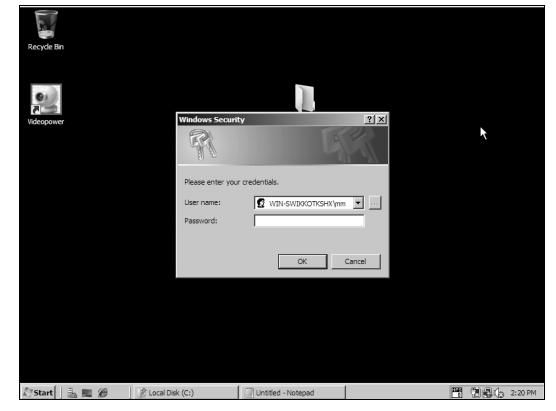 Recycle Bin
Videopower
Windows Security
Please enter your credentials.
User name:
WIN-SWIKKOTKSHX\mm
Password:
OK
Cancel
Start
Local Disk (C:)
Untitled - Notepad
2:20 PM